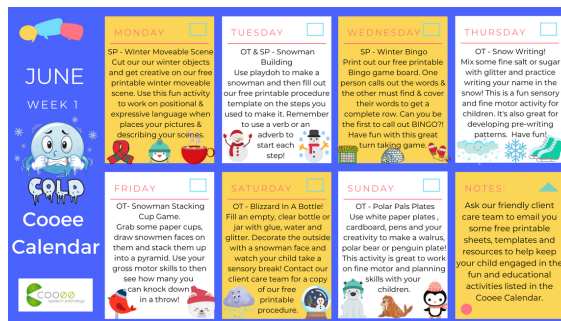 JUNE
WEEK 1
COLD
Cooee
Calendar
Cooee
speech pathology
MONDAY
SP - Winter Moveable Scene
Cut our our winter objects
and get creative on our free
printable winter moveable
scene. Use this fun activity
to work on positional &
expressive language when
places your pictures &
describing your scenes.
TUESDAY
OT & SP - Snowman
Building
Use playdoh to make a
snowman and then fill out
our free printable procedure
template on the steps you
used to make it. Remember
to use a verb or an
adverb to
start each
step!
WEDNESDAY
SP - Winter Bingo
Print out our free printable
Bingo game board. One
person calls out the words &
the other must find & cover
their words to get a
complete row. Can you be
the first to call out BINGO?!
Have fun with this great
turn taking game.
BINGO
THURSDAY
OT - Snow Writing!
Mix some fine salt or sugar
with glitter and practice
writing your name in the
snow! This is a fun sensory
and fine motor activity for
children. It's also great for
developing pre-writing
patterns. Have fun!
FRIDAY
OT- Snowman Stacking
Cup Game.
Grab some paper cups,
draw snowmen faces on
them and stack them up
into a pyramid. Use your
gross motor skills to then
see how many you
can knock down
in a throw!
SATURDAY
OT - Blizzard In A Bottle!
Fill an empty, clear bottle or
jar with glue, water and
glitter. Decorate the outside
with a snowman face and
watch your child take a
sensory break! Contact our
client care team for a copy
of our free
printable
procedure.
SUNDAY
OT - Polar Pals Plates
Use white paper plates ,
cardboard, pens and your
creativity to make a walrus,
polar bear or penguin plate!
This activity is great to work
on fine motor and planning
skills with your
children.
NOTES:
Ask our friendly client
care team to email you
some free printable
sheets, templates and
resources to help keep
your child engaged in the
fun and educational
activities listed in the
Cooee Calendar.